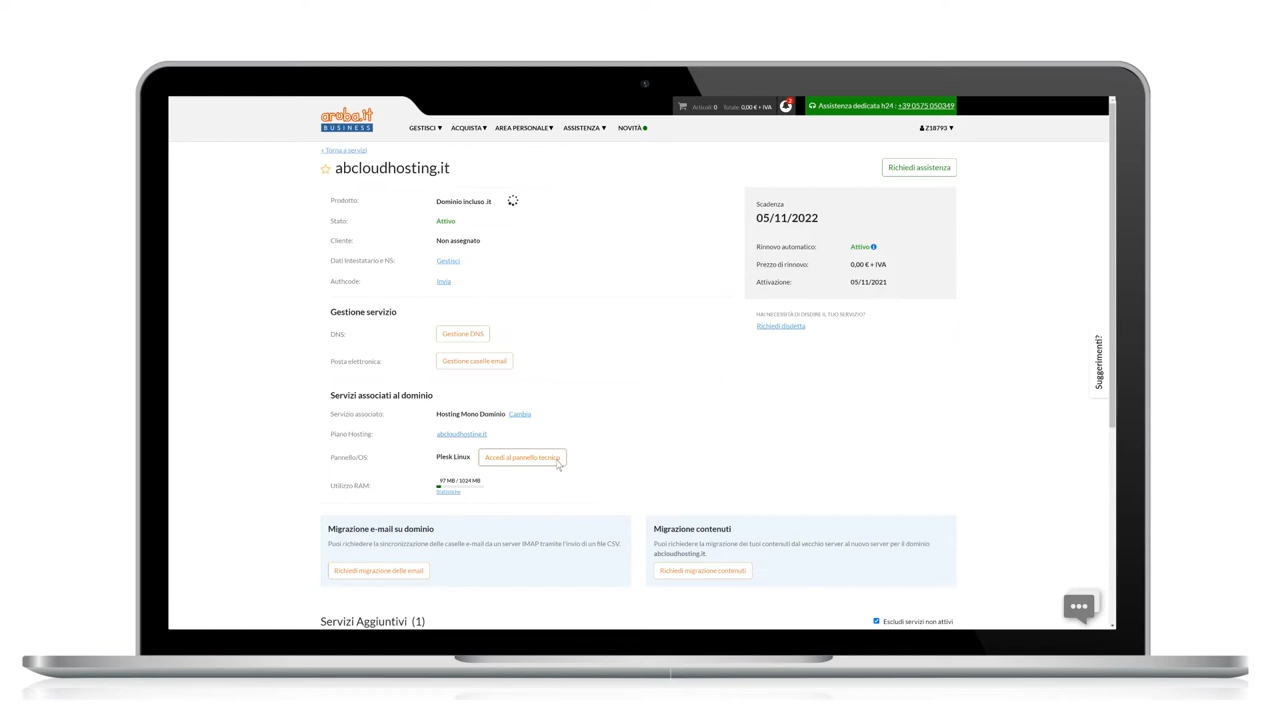 aruba.it
BUSINESS
Articoli: 0 Totale: 0,00 € + IVA
2
Assistenza dedicata h24 : +39 0575 050349
GESTISCI ▼ ACQUISTA▼ AREA PERSONALE▼ ASSISTENZA ▼ NOVITÀ
Z18793 ▼
« Torna a servizi
abcloudhosting.it
Richiedi assistenza
Prodotto: Dominio incluso .it
Stato: Attivo
Cliente: Non assegnato
Dati Intestatario e NS: Gestisci
Authcode: Invia
Scadenza
05/11/2022
Rinnovo automatico: Attivo
Prezzo di rinnovo: 0,00 € + IVA
Attivazione: 05/11/2021
HAI NECESSITÀ DI DISDIRE IL TUO SERVIZIO?
Richiedi disdetta
Gestione servizio
DNS: Gestione DNS
Posta elettronica: Gestione caselle email
Suggerimenti?
Servizi associati al dominio
Servizio associato: Hosting Mono Dominio Cambia
Piano Hosting: abcloudhosting.it
Pannello/OS: Plesk Linux Accedi al pannello tecnico
Utilizzo RAM: 97 MB / 1024 MB
Statistiche
Migrazione e-mail su dominio
Puoi richiedere la sincronizzazione delle caselle e-mail da un server IMAP tramite l'invio di un file CSV.
Richiedi migrazione delle email
Migrazione contenuti
Puoi richiedere la migrazione dei tuoi contenuti dal vecchio server al nuovo server per il dominio
abcloudhosting.it.
Richiedi migrazione contenuti
Servizi Aggiuntivi (1)
Escludi servizi non attivi